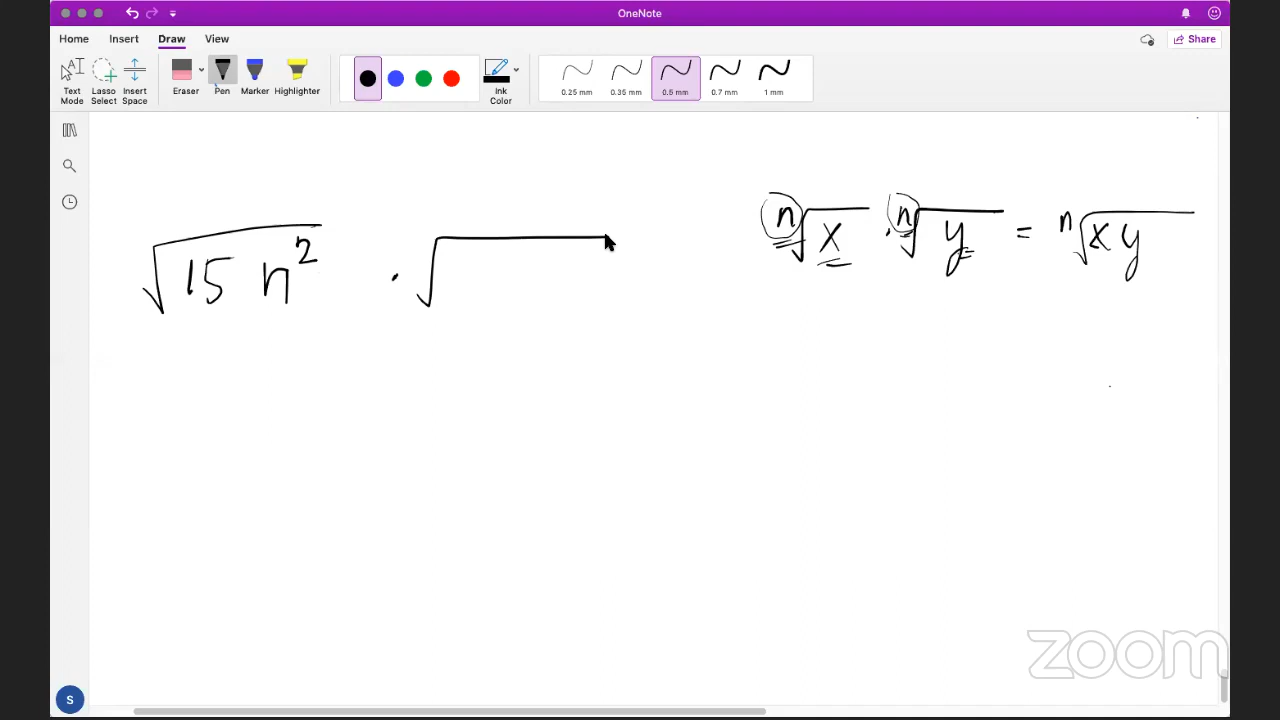 OneNote
Home Insert Draw View
Share
Text Mode
Lasso Select
Insert Space
Eraser
Pen
Marker
Highlighter
Ink Color
0.25 mm
0.35 mm
0.5 mm
0.7 mm
1 mm
√(15 n²) · √
ⁿ√x · ⁿ√y = ⁿ√(xy)
zoom
S